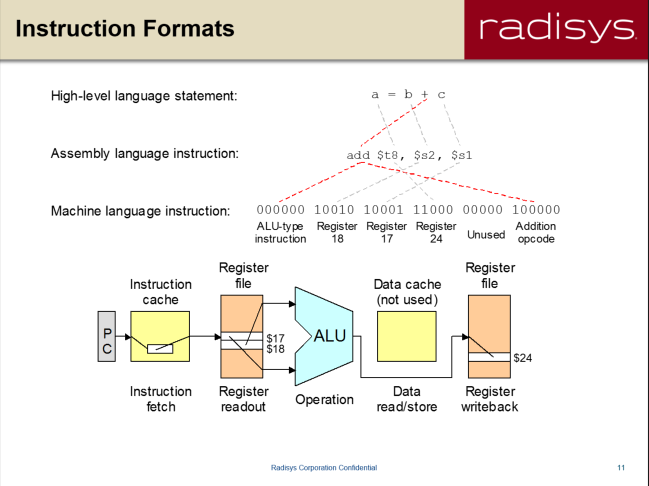 Instruction Formats
radisys.
High-level language statement:
a = b + c
Assembly language instruction:
add $t8, $s2, $s1
Machine language instruction:
000000 10010 10001 11000 00000 100000
ALU-type instruction
Register 18
Register 17
Register 24
Unused
Addition opcode
Instruction cache
Register file
Data cache (not used)
Register file
P C
$17
$18
ALU
$24
Instruction fetch
Register readout
Operation
Data read/store
Register writeback
Radisys Corporation Confidential
11